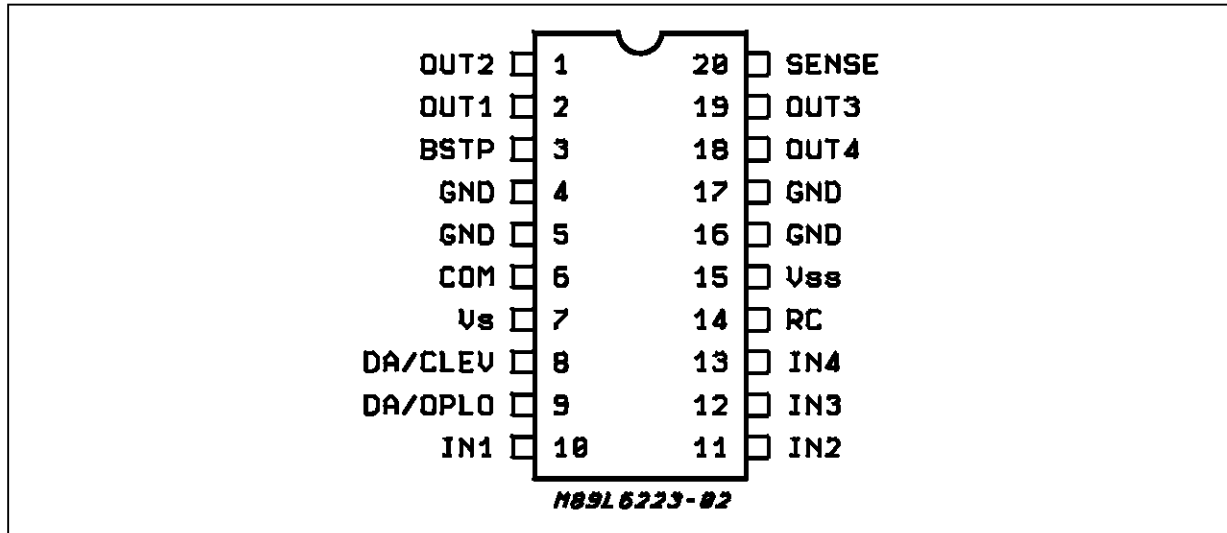 OUT2 1 20 SENSE
OUT1 2 19 OUT3
BSTP 3 18 OUT4
GND 4 17 GND
GND 5 16 GND
COM 6 15 Vss
Vs 7 14 RC
DA/CLEV 8 13 IN4
DA/OPLO 9 12 IN3
IN1 10 11 IN2
M89L6223-02